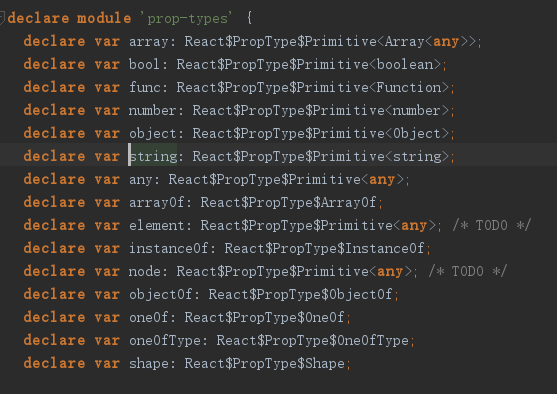 declare module 'prop-types' {
declare var array: React$PropType$Primitive<Array<any>>;
declare var bool: React$PropType$Primitive<boolean>;
declare var func: React$PropType$Primitive<Function>;
declare var number: React$PropType$Primitive<number>;
declare var object: React$PropType$Primitive<Object>;
declare var string: React$PropType$Primitive<string>;
declare var any: React$PropType$Primitive<any>;
declare var arrayOf: React$PropType$ArrayOf;
declare var element: React$PropType$Primitive<any>; /* TODO */
declare var instanceOf: React$PropType$InstanceOf;
declare var node: React$PropType$Primitive<any>; /* TODO */
declare var objectOf: React$PropType$ObjectOf;
declare var oneOf: React$PropType$OneOf;
declare var oneOfType: React$PropType$OneOfType;
declare var shape: React$PropType$Shape;